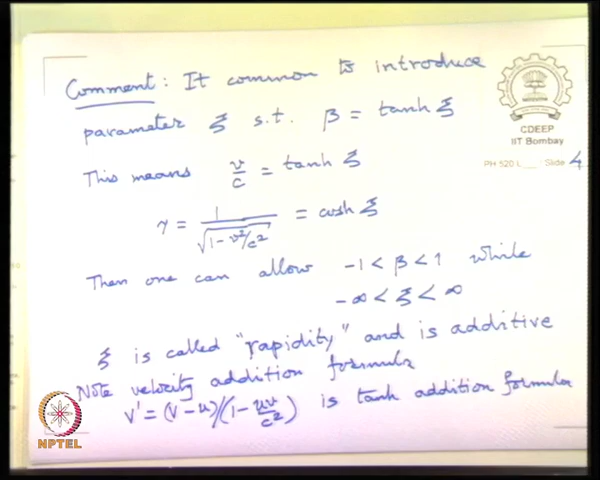 Comment: It common to introduce
parameter ξ s.t. β = tanh ξ
CDEEP
IIT Bombay
PH 520 L___: Slide 4
This means v/c = tanh ξ
γ = 1/√(1 - v²/c²) = cosh ξ
Then one can allow -1 < β < 1 while
-∞ < ξ < ∞
ξ is called "rapidity" and is additive
Note velocity addition formula
v' = (v - u)/(1 - uv/c²) is tanh addition formula
NPTEL